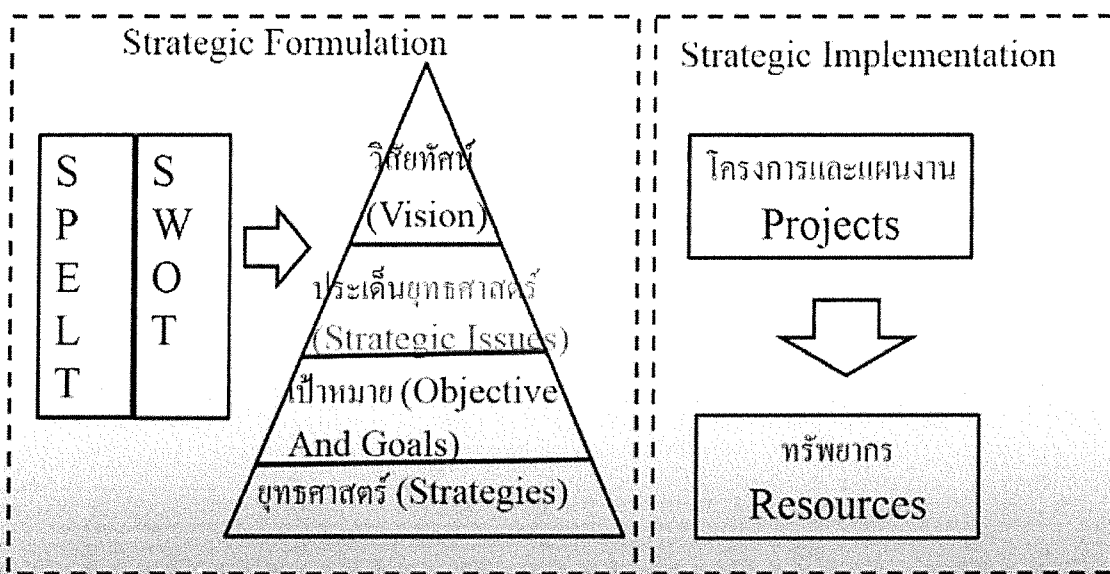 Strategic Formulation
SPELT
SWOT
วิสัยทัศน์
(Vision)
ประเด็นยุทธศาสตร์
(Strategic Issues)
เป้าหมาย (Objective
And Goals)
ยุทธศาสตร์ (Strategies)
Strategic Implementation
โครงการและแผนงาน
Projects
ทรัพยากร
Resources